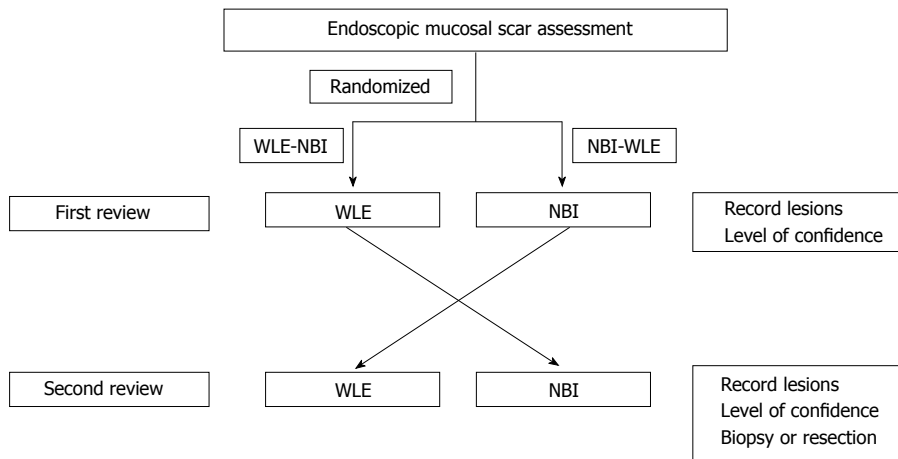 Endoscopic mucosal scar assessment
Randomized
WLE-NBI
NBI-WLE
First review
WLE
NBI
Record lesions
Level of confidence
Second review
WLE
NBI
Record lesions
Level of confidence
Biopsy or resection